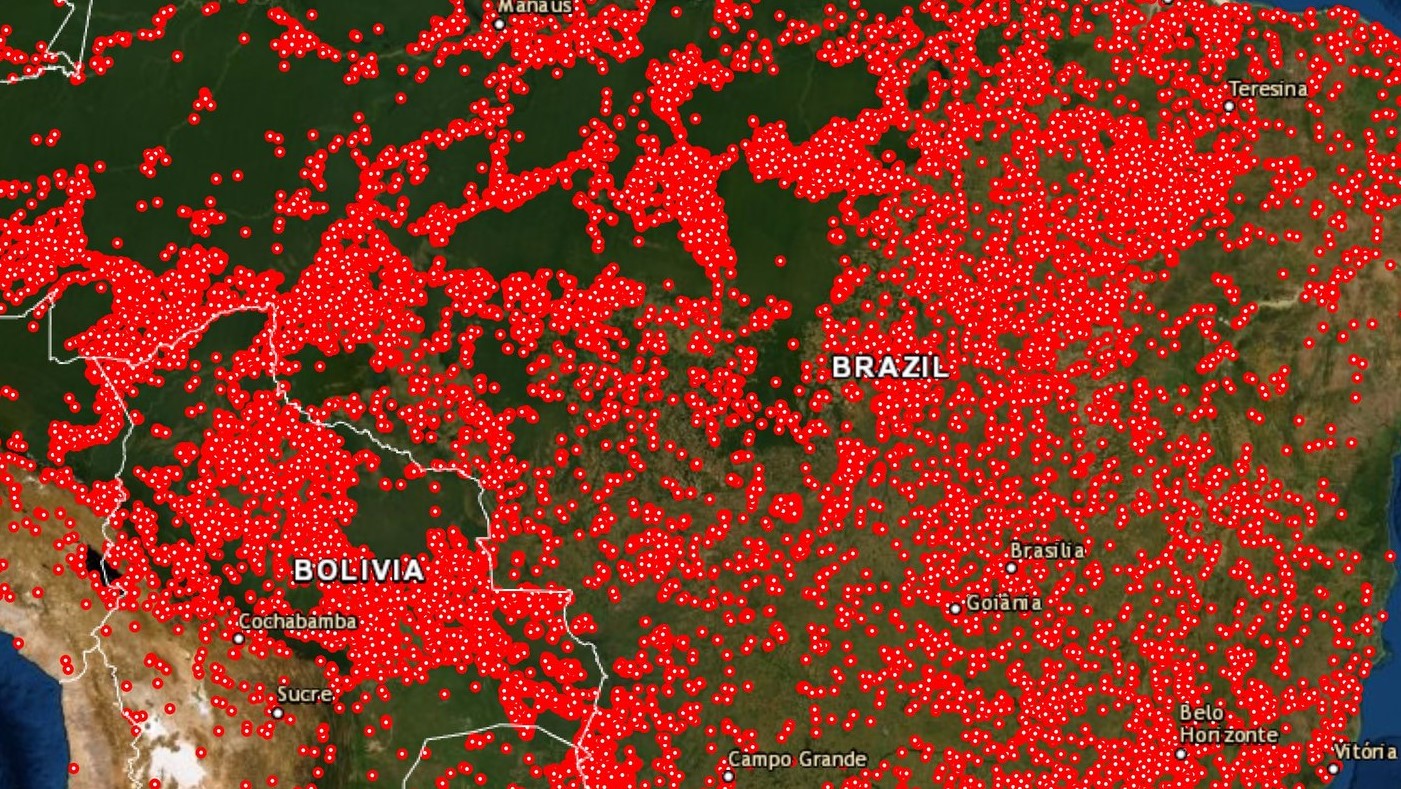 Manaus
Teresina
BRAZIL
Brasília
BOLIVIA
Goiânia
Cochabamba
Sucre
Belo
Horizonte
Vitória
Campo Grande